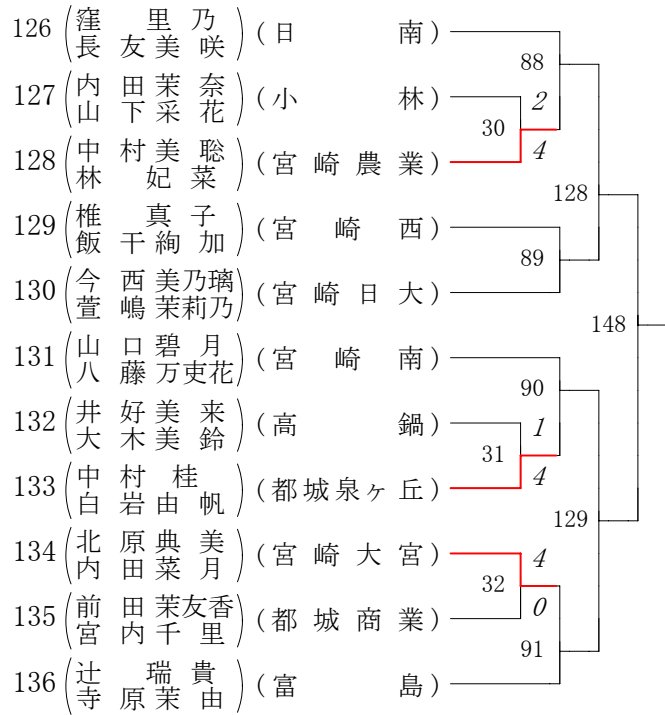 126 窪 里 乃 (日 南)
長 友 美 咲
88
127 内 田 茉 奈 (小 林)
山 下 采 花
2
30
4
128 中 村 美 聡 (宮 崎 農 業)
林 妃 菜
128
129 椎 真 子 (宮 崎 西)
飯 干 絢 加
89
130 今 西 美乃璃 (宮 崎 日 大)
萱 嶋 茉莉乃
148
131 山 口 碧 月 (宮 崎 南)
八 藤 万吏花
90
132 井 好 美 来 (高 鍋)
大 木 美 鈴
1
31
4
133 中 村 桂 (都城泉ヶ丘)
白 岩 由 帆
129
134 北 原 典 美 (宮 崎 大 宮)
内 田 菜 月
4
32
0
135 前 田 茉友香 (都 城 商 業)
宮 内 千 里
91
136 辻 瑞 貴 (富 島)
寺 原 茉 由